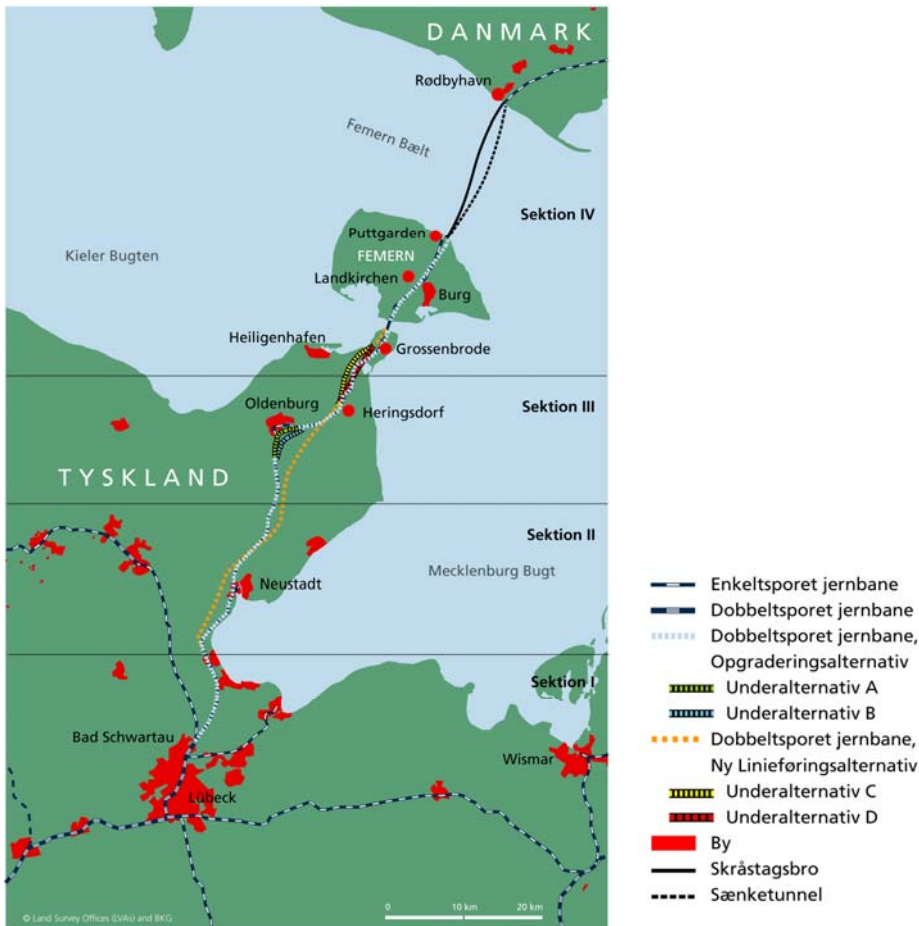 DANMARK
Rødbyhavn
Femern Bælt
Sektion IV
Puttgarden
FEMERN
Kieler Bugten
Landkirchen
Burg
Heiligenhafen
Grossenbrode
Sektion III
Oldenburg
Heringsdorf
TYSKLAND
Sektion II
Mecklenburg Bugt
Neustadt
Sektion I
Bad Schwartau
Wismar
Lübeck
© Land Survey Offices (LVAs) and BKG
0 10 km 20 km
Enkeltsporet jernbane
Dobbeltsporet jernbane
Dobbeltsporet jernbane,
Opgraderingsalternativ
Underalternativ A
Underalternativ B
Dobbeltsporet jernbane,
Ny Linieføringsalternativ
Underalternativ C
Underalternativ D
By
Skråstagsbro
Sænketunnel